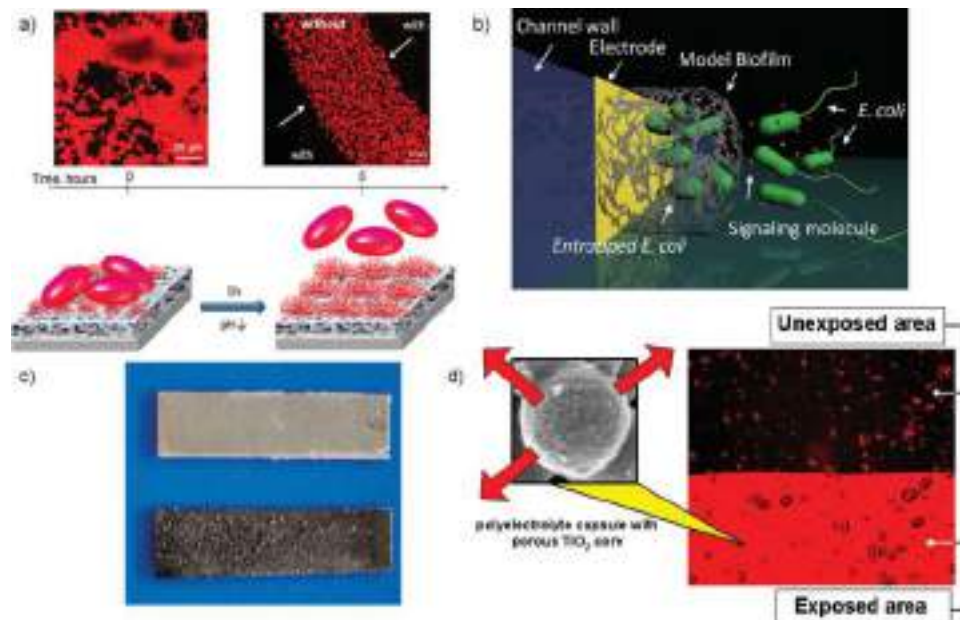 a)
without
with
with
Time, hours
0
b)
Channel wall
Electrode
Model Biofilm
E. coli
Signaling molecule
Entrapped E. coli
Unexposed area
c)
d)
polyelectrolyte capsule with
porous TiO2 core
Exposed area